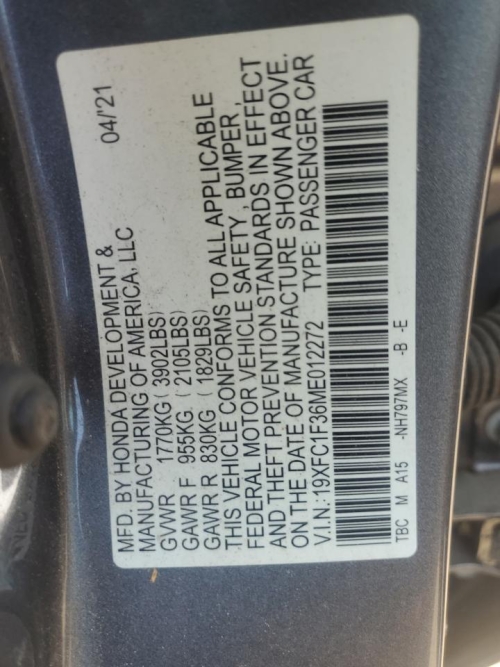 MFD. BY HONDA DEVELOPMENT & 04/'21
MANUFACTURING OF AMERICA, LLC
GVWR 1770KG ( 3902LBS)
GAWR F 955KG ( 2105LBS)
GAWR R 830KG ( 1829LBS)
THIS VEHICLE CONFORMS TO ALL APPLICABLE
FEDERAL MOTOR VEHICLE SAFETY, BUMPER,
AND THEFT PREVENTION STANDARDS IN EFFECT
ON THE DATE OF MANUFACTURE SHOWN ABOVE.
V.I.N.: 19XFC1F36ME012272 TYPE: PASSENGER CAR
TBC M A15 -NH797MX -B -E